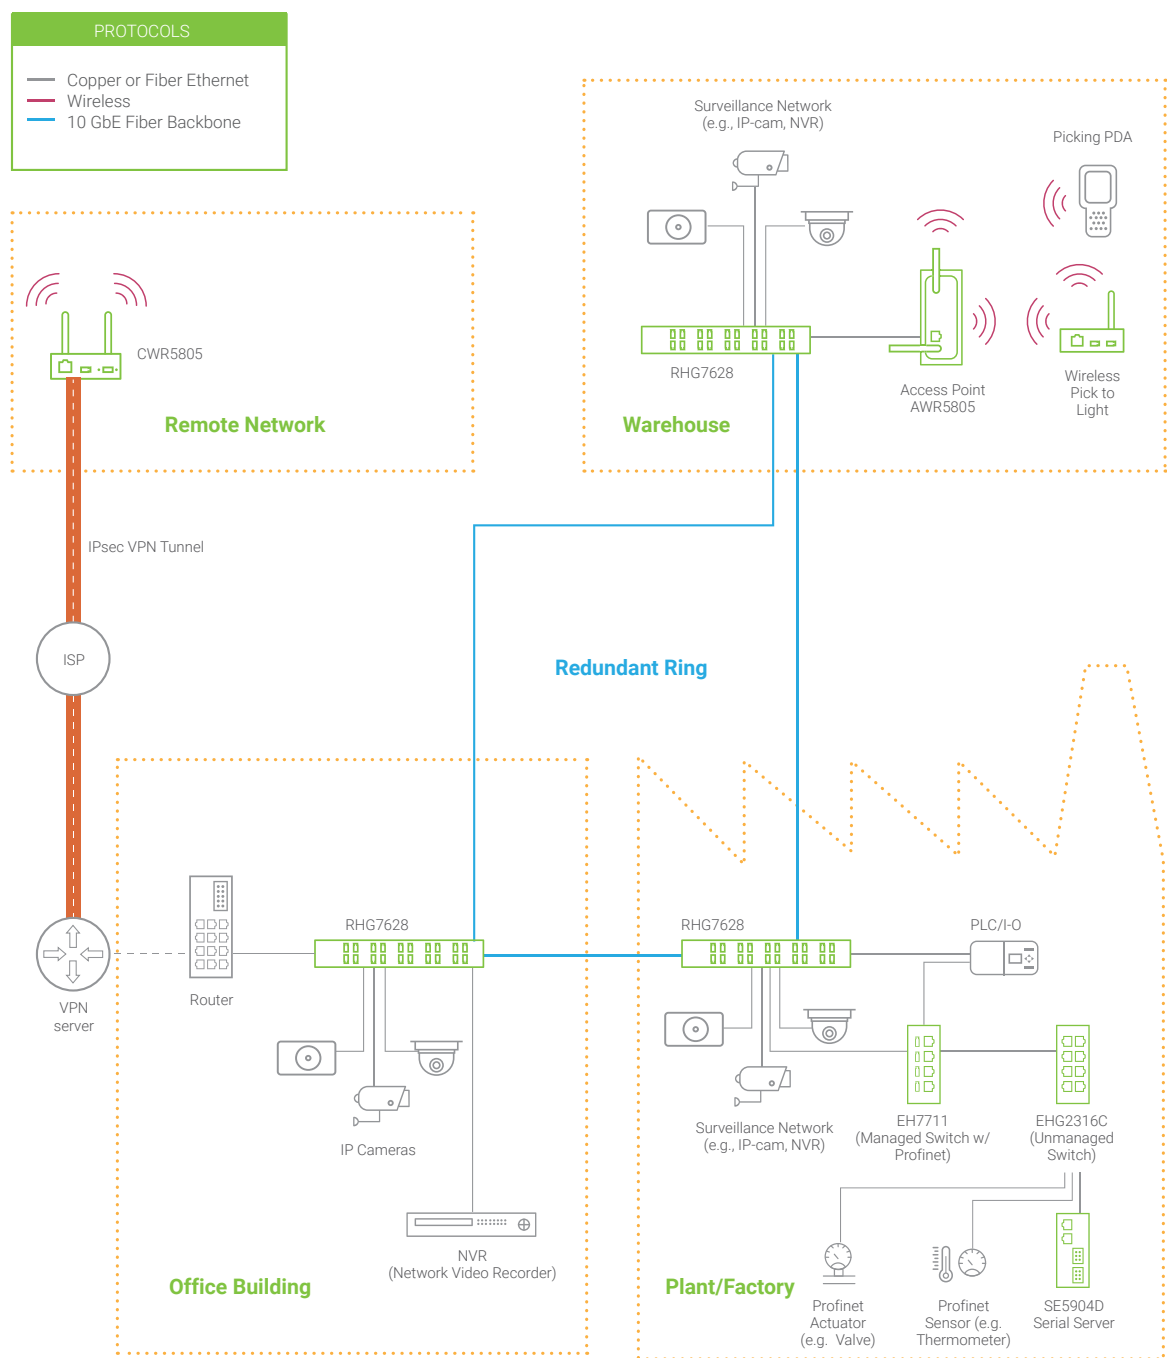 PROTOCOLS
Copper or Fiber Ethernet
Wireless
10 GbE Fiber Backbone
Surveillance Network
(e.g., IP-cam, NVR)
Picking PDA
CWR5805
RHG7628
Access Point
AWR5805
Wireless
Pick to
Light
Remote Network
Warehouse
IPsec VPN Tunnel
ISP
Redundant Ring
RHG7628
RHG7628
PLC/I-O
Router
VPN
server
IP Cameras
Surveillance Network
(e.g., IP-cam, NVR)
EH7711
(Managed Switch w/
Profinet)
EHG2316C
(Unmanaged
Switch)
NVR
(Network Video Recorder)
Office Building
Plant/Factory
Profinet
Actuator
(e.g. Valve)
Profinet
Sensor (e.g.
Thermometer)
SE5904D
Serial Server